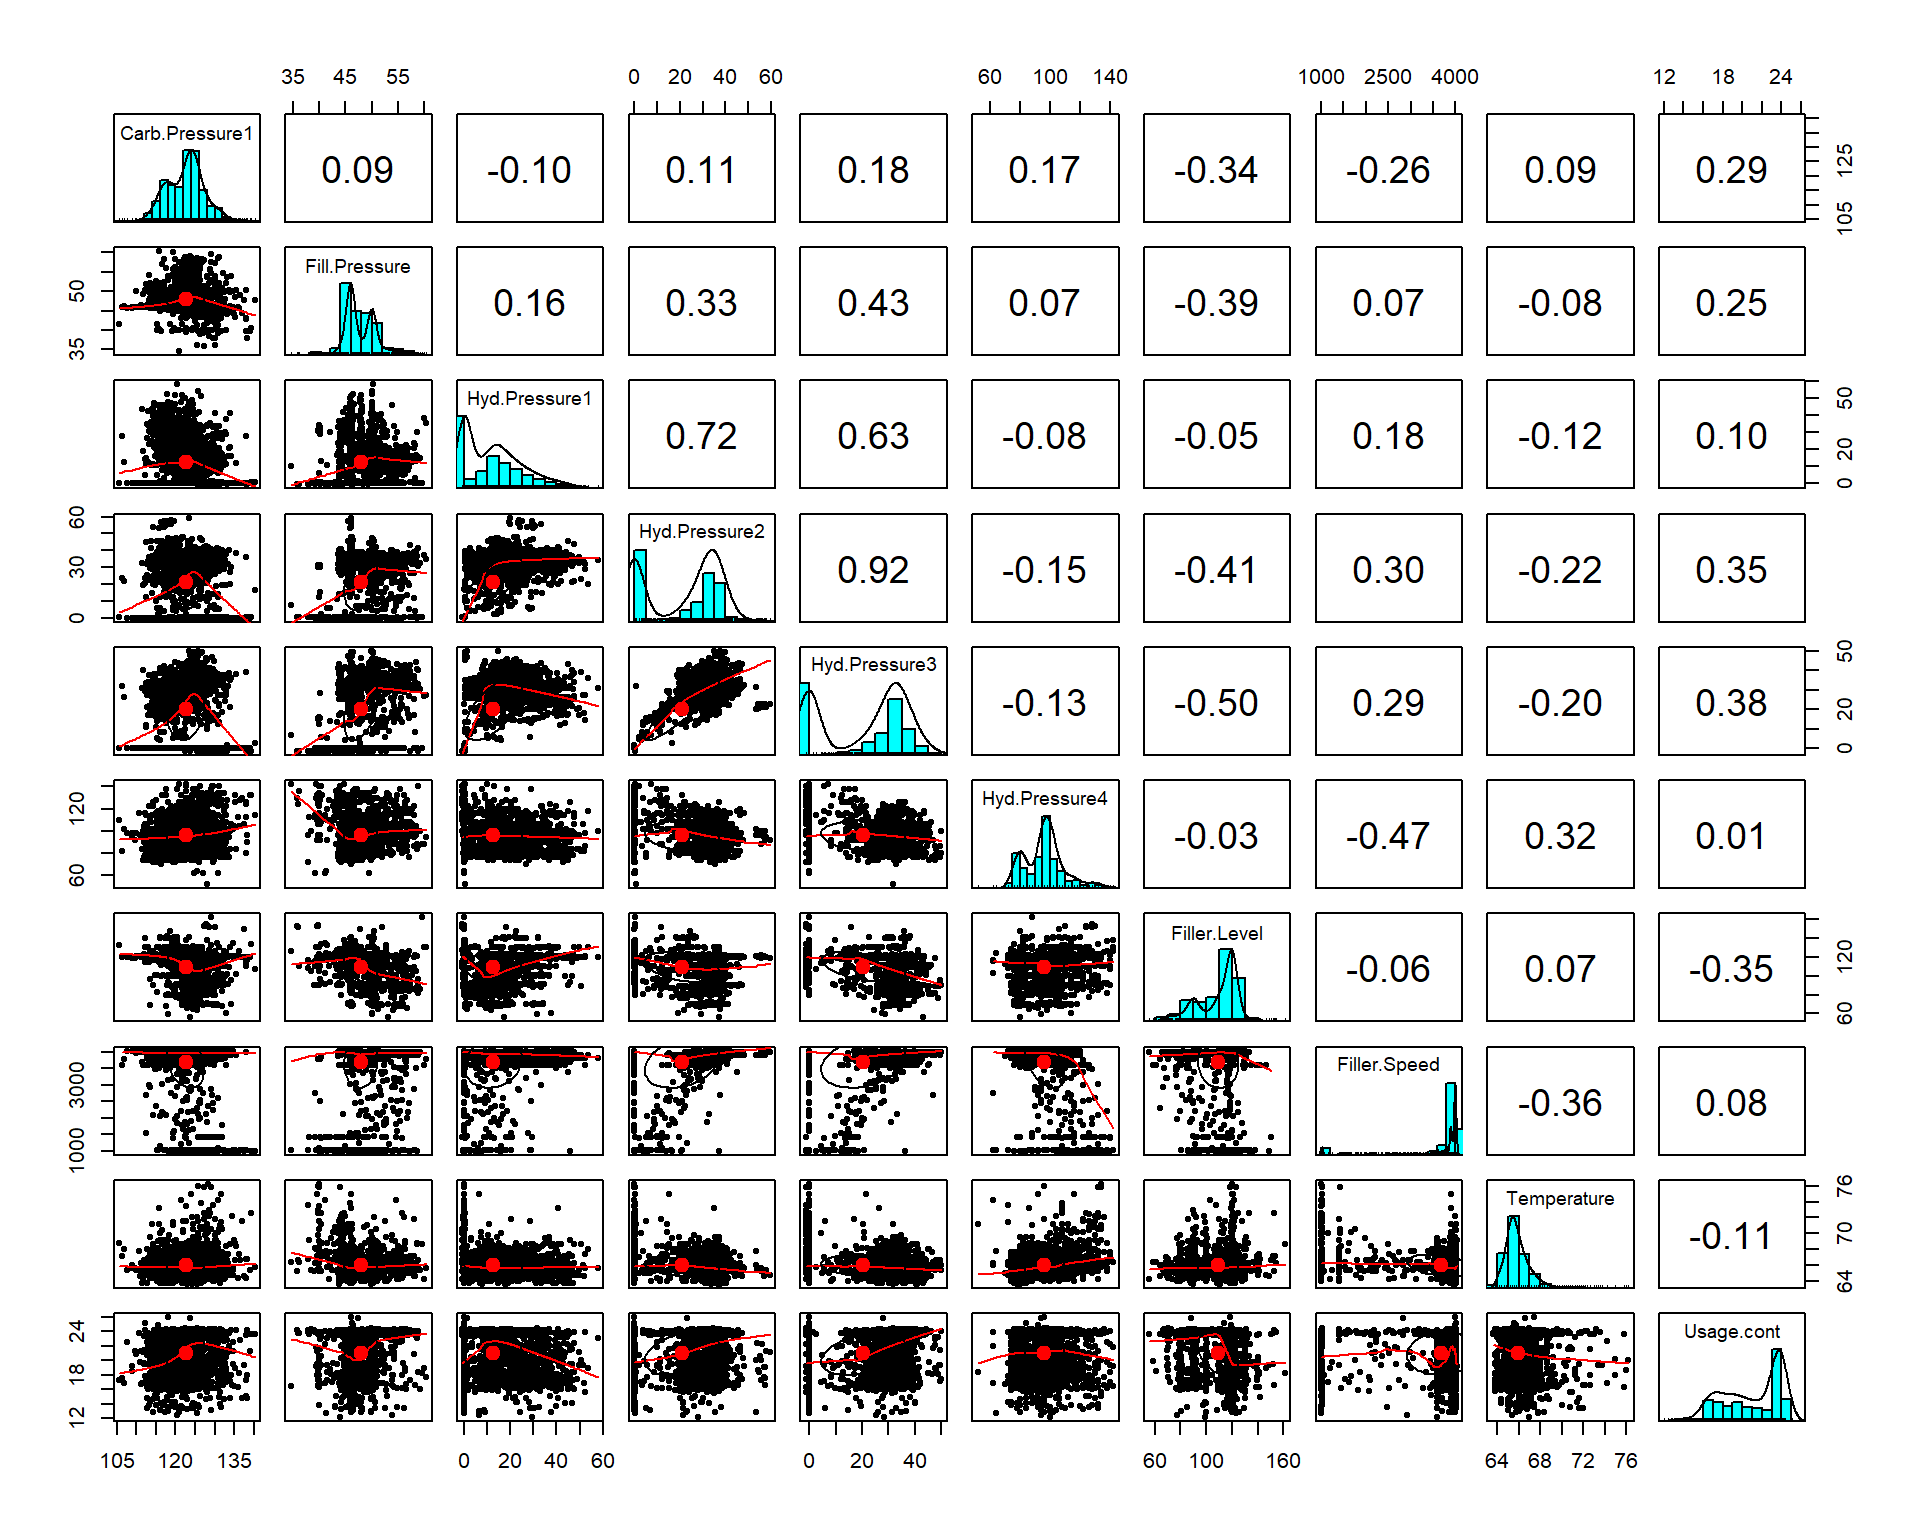 35 45 55 0 20 40 60 60 100 140 1000 2500 4000 12 18 24
Carb.Pressure1 0.09 -0.10 0.11 0.18 0.17 -0.34 -0.26 0.09 0.29 105 125
35 50 Fill.Pressure 0.16 0.33 0.43 0.07 -0.39 0.07 -0.08 0.25
Hyd.Pressure1 0.72 0.63 -0.08 -0.05 0.18 -0.12 0.10 0 20 50
0 30 60 Hyd.Pressure2 0.92 -0.15 -0.41 0.30 -0.22 0.35
Hyd.Pressure3 -0.13 -0.50 0.29 -0.20 0.38 0 20 50
60 120 Hyd.Pressure4 -0.03 -0.47 0.32 0.01
Filler.Level -0.06 0.07 -0.35 60 120
1000 3000 Filler.Speed -0.36 0.08
Temperature -0.11 64 70 76
12 18 24 Usage.cont
105 120 135 0 20 40 60 0 20 40 60 100 160 64 68 72 76